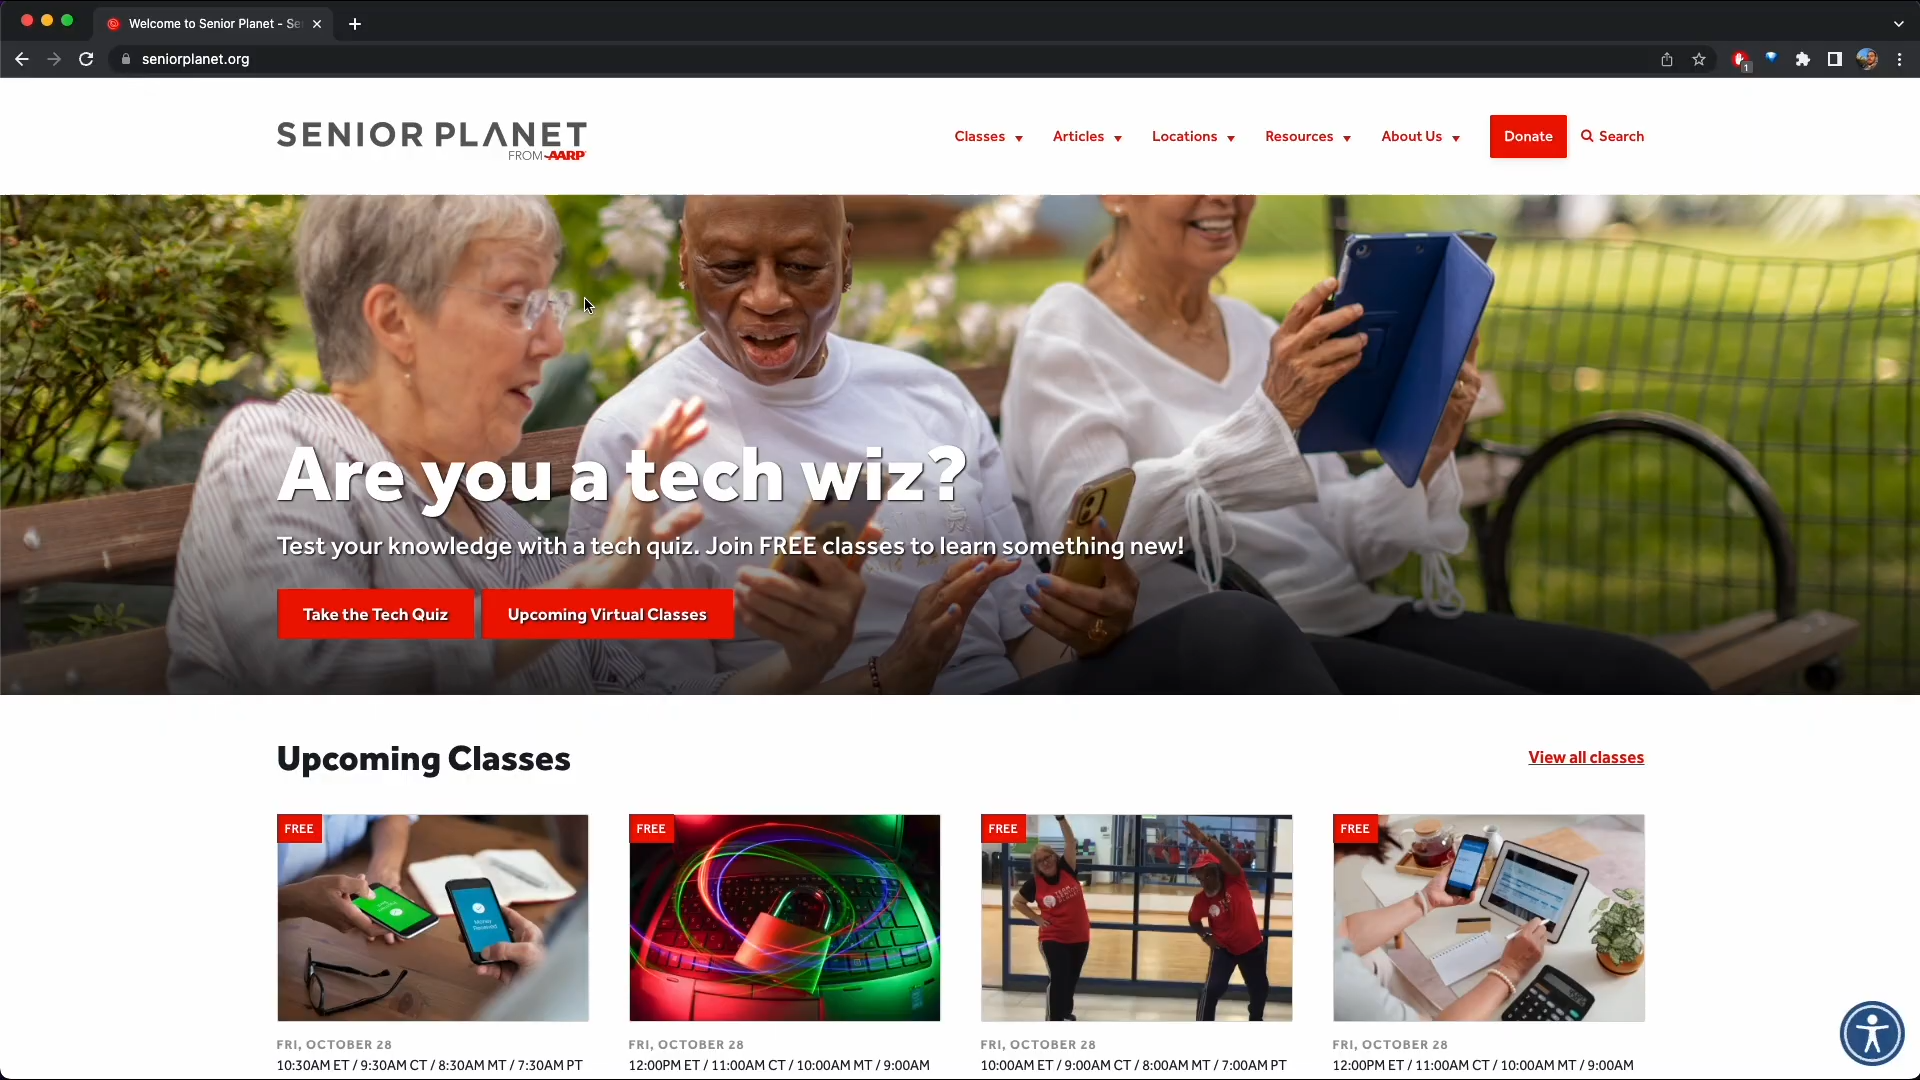 Welcome to Senior Planet - Se
seniorplanet.org
1
SENIOR PLANET
FROM AARP
Classes
Articles
Locations
Resources
About Us
Donate
Search
Are you a tech wiz?
Test your knowledge with a tech quiz. Join FREE classes to learn something new!
Take the Tech Quiz
Upcoming Virtual Classes
Upcoming Classes
View all classes
FREE
FREE
FREE
FREE
Money
Received
FRI, OCTOBER 28
10:30AM ET / 9:30AM CT / 8:30AM MT / 7:30AM PT
FRI, OCTOBER 28
12:00PM ET / 11:00AM CT / 10:00AM MT / 9:00AM
FRI, OCTOBER 28
10:00AM ET / 9:00AM CT / 8:00AM MT / 7:00AM PT
FRI, OCTOBER 28
12:00PM ET / 11:00AM CT / 10:00AM MT / 9:00AM